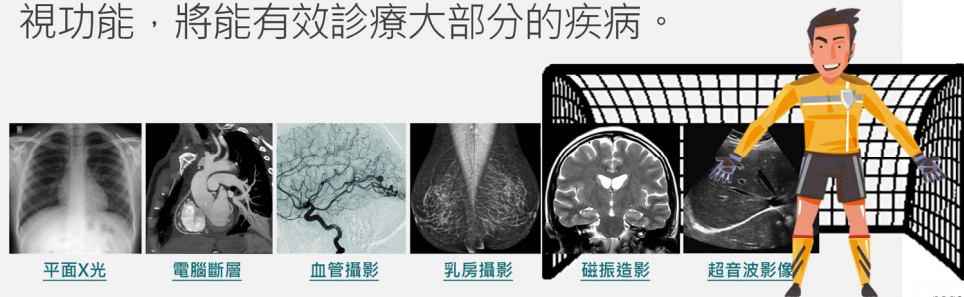 視功能，將能有效診療大部分的疾病。
平面X光
電腦斷層
血管攝影
乳房攝影
磁振造影
超音波影像